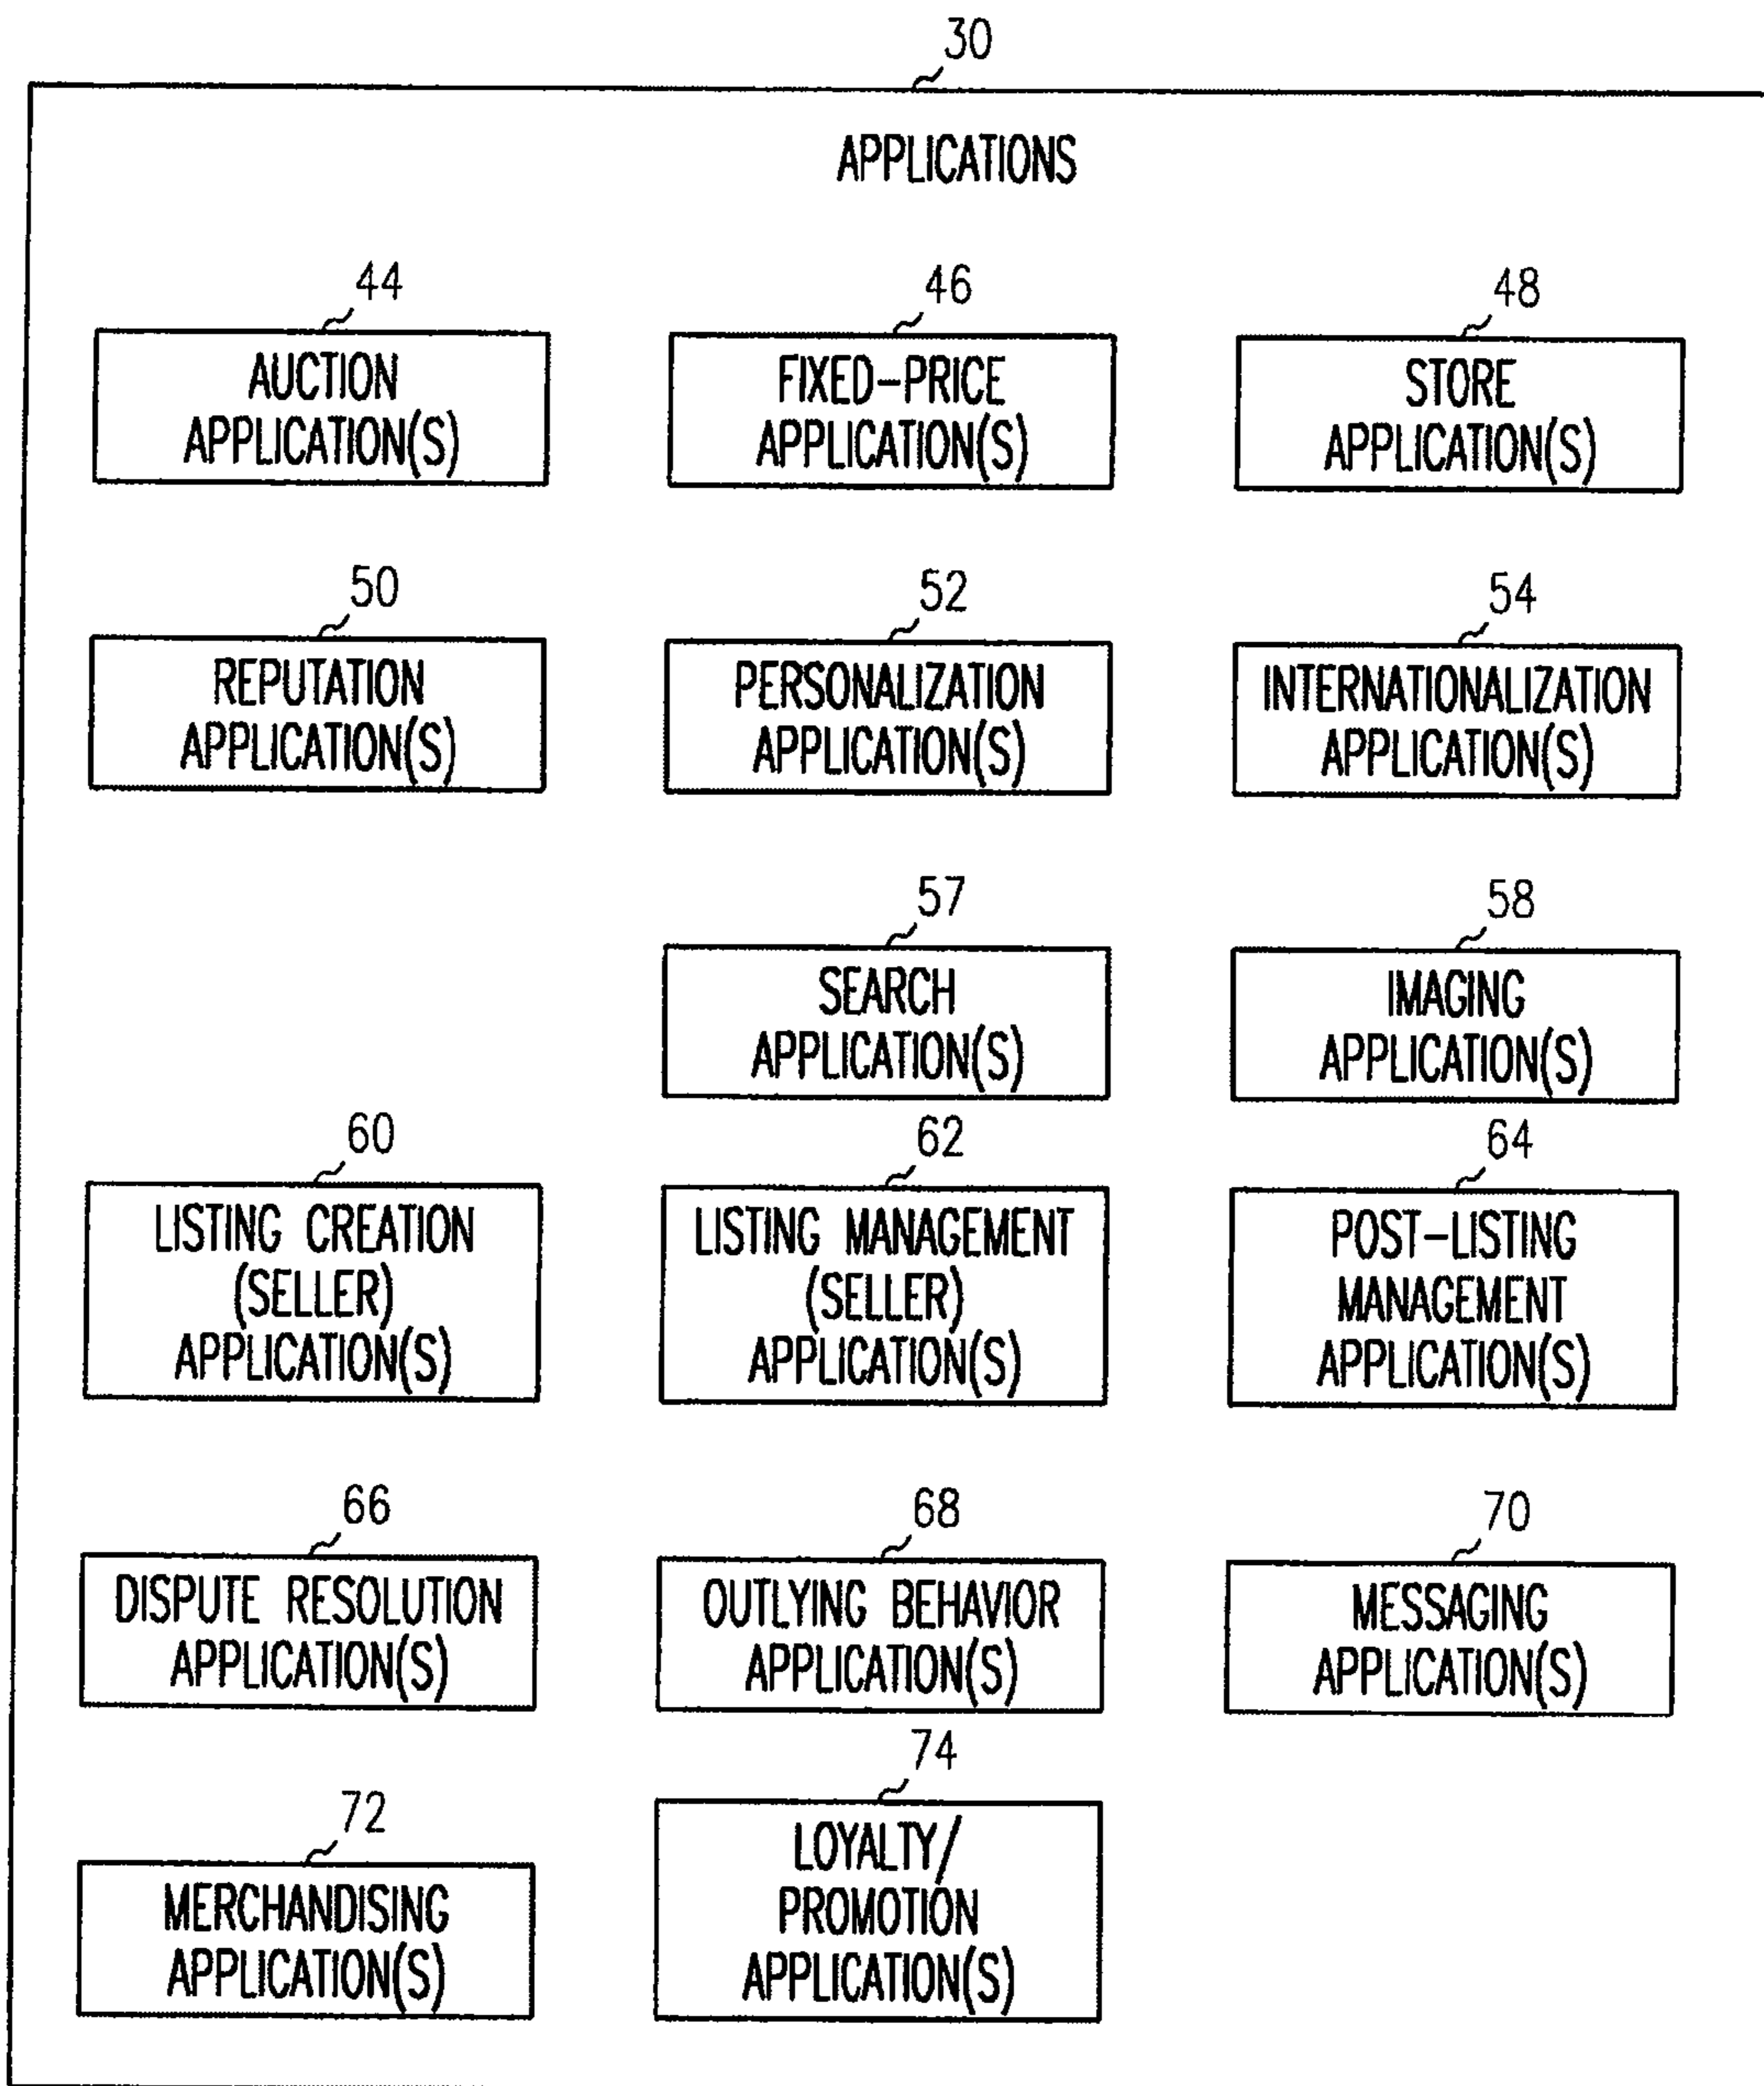 30
APPLICATIONS
44
AUCTION
APPLICATION(S)
46
FIXED-PRICE
APPLICATION(S)
48
STORE
APPLICATION(S)
50
REPUTATION
APPLICATION(S)
52
PERSONALIZATION
APPLICATION(S)
54
INTERNATIONALIZATION
APPLICATION(S)
57
SEARCH
APPLICATION(S)
58
IMAGING
APPLICATION(S)
60
LISTING CREATION
(SELLER)
APPLICATION(S)
62
LISTING MANAGEMENT
(SELLER)
APPLICATION(S)
64
POST-LISTING
MANAGEMENT
APPLICATION(S)
66
DISPUTE RESOLUTION
APPLICATION(S)
68
OUTLYING BEHAVIOR
APPLICATION(S)
70
MESSAGING
APPLICATION(S)
72
MERCHANDISING
APPLICATION(S)
74
LOYALTY/
PROMOTION
APPLICATION(S)